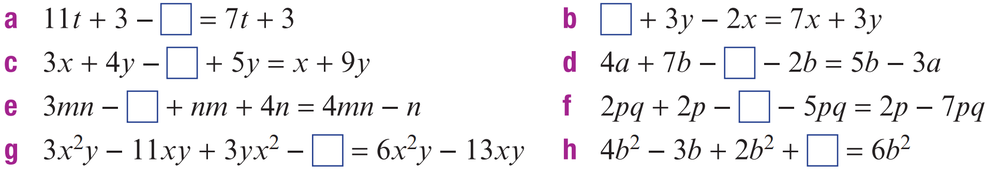 a 11t + 3 − □ = 7t + 3
b □ + 3y − 2x = 7x + 3y
c 3x + 4y − □ + 5y = x + 9y
d 4a + 7b − □ − 2b = 5b − 3a
e 3mn − □ + nm + 4n = 4mn − n
f 2pq + 2p − □ − 5pq = 2p − 7pq
g 3x²y − 11xy + 3yx² − □ = 6x²y − 13xy
h 4b² − 3b + 2b² + □ = 6b²